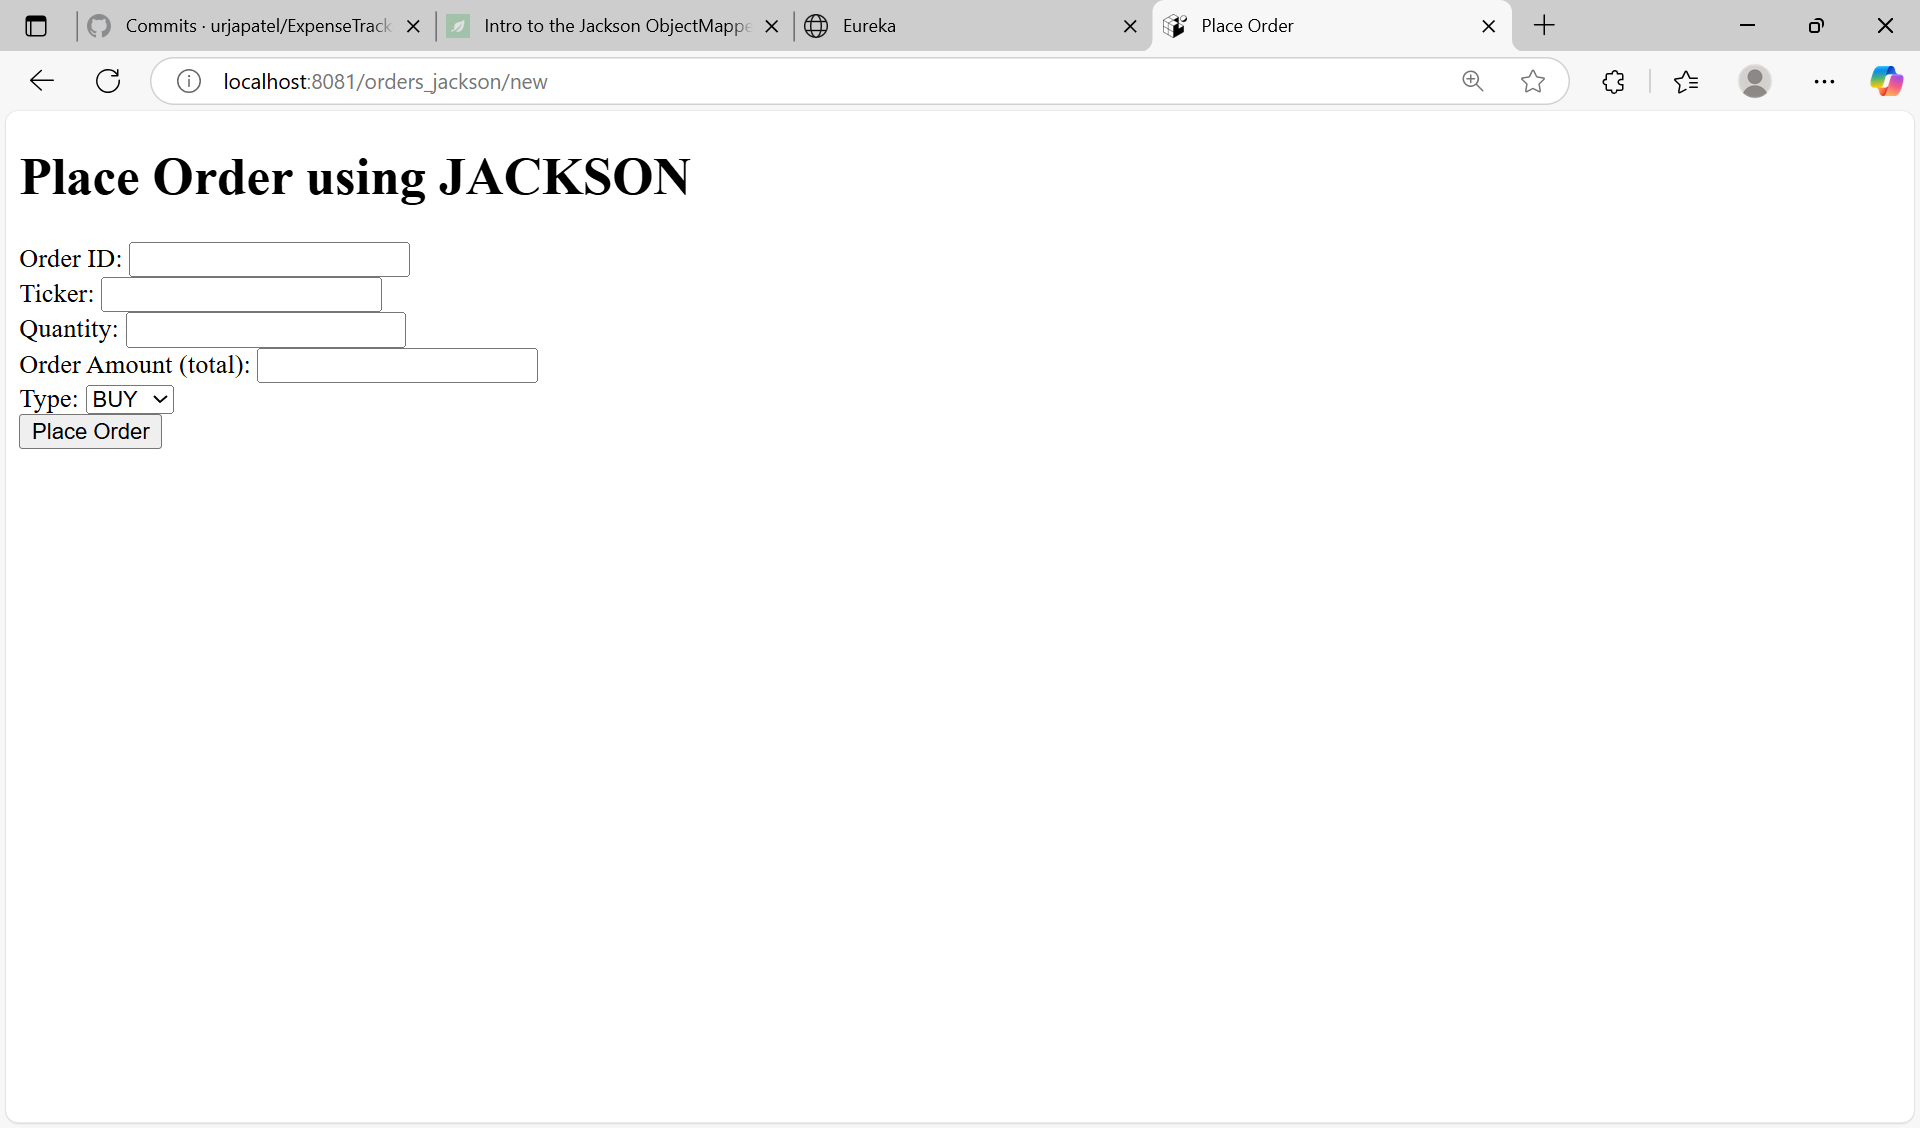 Commits · urjapatel/ExpenseTrack
Intro to the Jackson ObjectMappe
Eureka
Place Order
localhost:8081/orders_jackson/new
Place Order using JACKSON
Order ID:
Ticker:
Quantity:
Order Amount (total):
Type: BUY
Place Order